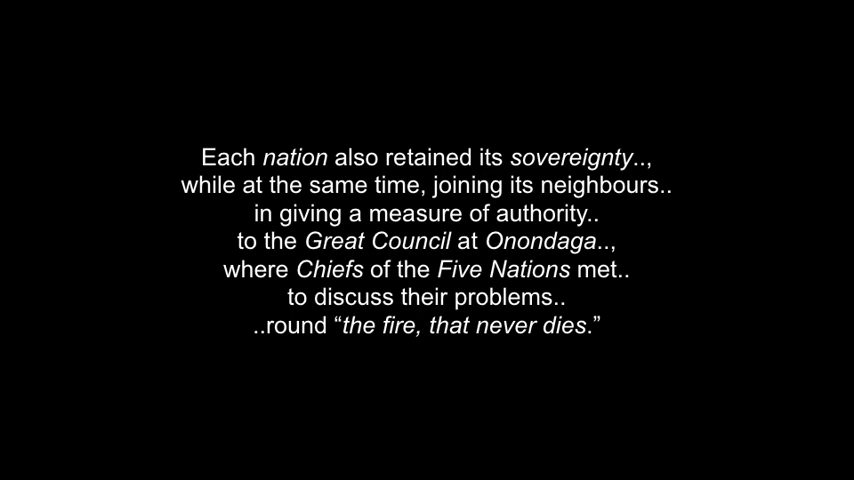 Each nation also retained its sovereignty..,
while at the same time, joining its neighbours..
in giving a measure of authority..
to the Great Council at Onondaga..,
where Chiefs of the Five Nations met..
to discuss their problems..
..round “the fire, that never dies.”